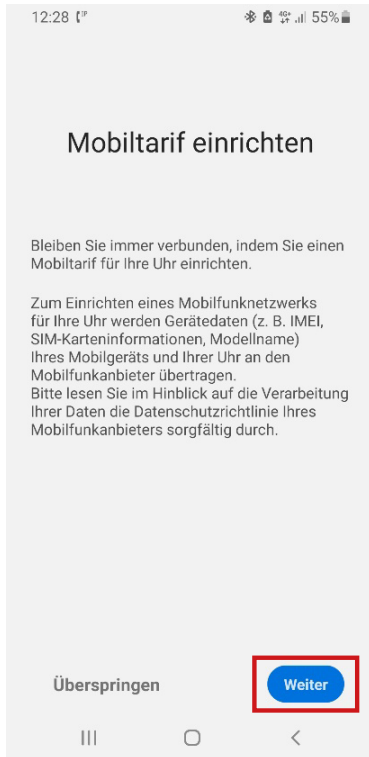 12:28
4G+ 55%
Mobiltarif einrichten
Bleiben Sie immer verbunden, indem Sie einen
Mobiltarif für Ihre Uhr einrichten.
Zum Einrichten eines Mobilfunknetzwerks
für Ihre Uhr werden Gerätedaten (z. B. IMEI,
SIM-Karteninformationen, Modellname)
Ihres Mobilgeräts und Ihrer Uhr an den
Mobilfunkanbieter übertragen.
Bitte lesen Sie im Hinblick auf die Verarbeitung
Ihrer Daten die Datenschutzrichtlinie Ihres
Mobilfunkanbieters sorgfältig durch.
Überspringen
Weiter